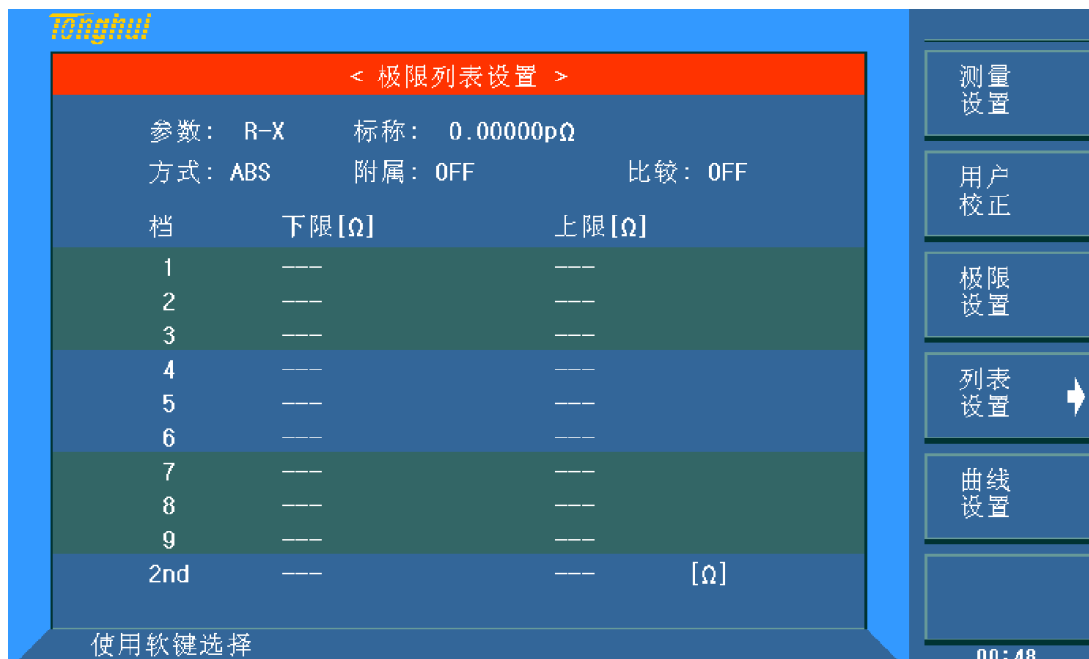 Tonghui
< 极限列表设置 >
参数: R-X 标称: 0.00000pΩ
方式: ABS 附属: OFF 比较: OFF
档 下限[Ω] 上限[Ω]
1 --- ---
2 --- ---
3 --- ---
4 --- ---
5 --- ---
6 --- ---
7 --- ---
8 --- ---
9 --- ---
2nd --- --- [Ω]
使用软键选择
测量
设置
用户
校正
极限
设置
列表
设置
曲线
设置
00:48